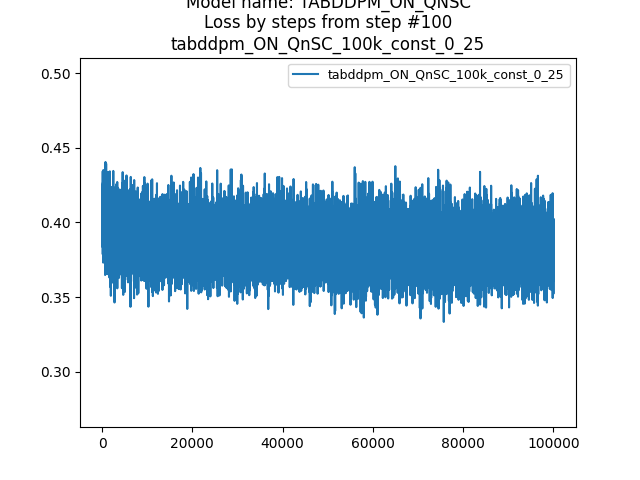 Model name: TABDDPM_ON_QNSC
Loss by steps from step #100
tabddpm_ON_QnSC_100k_const_0_25
tabddpm_ON_QnSC_100k_const_0_25
0.50
0.45
0.40
0.35
0.30
0 20000 40000 60000 80000 100000